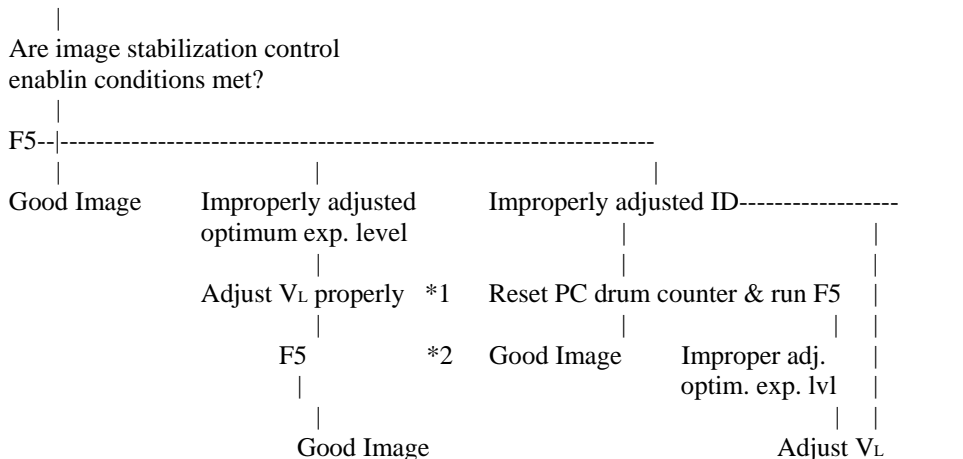 |
Are image stabilization control
enablin conditions met?
|
F5--|-------------------------------------------------------------------
| | |
Good Image Improperly adjusted Improperly adjusted ID------------------
optimum exp. level | |
| | |
Adjust VL properly *1 Reset PC drum counter & run F5 |
| | | |
F5 *2 Good Image Improper adj. |
| optim. exp. lvl |
| | |
Good Image Adjust VL